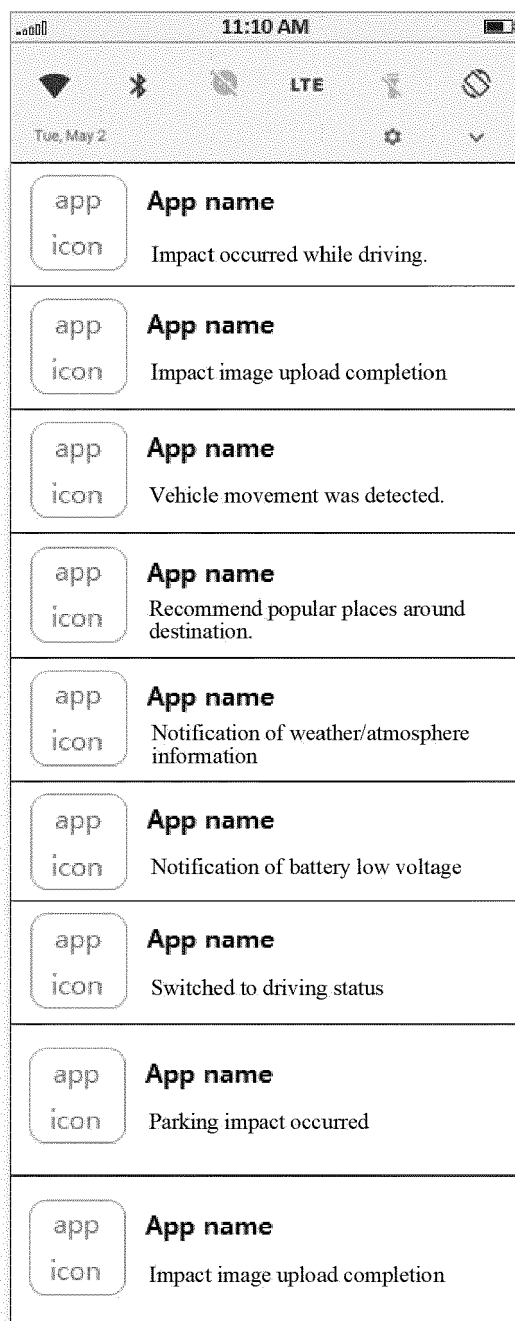 11:10 AM
LTE
Tue, May 2
app
icon
App name
Impact occurred while driving.
app
icon
App name
Impact image upload completion
app
icon
App name
Vehicle movement was detected.
app
icon
App name
Recommend popular places around
destination.
app
icon
App name
Notification of weather/atmosphere
information
app
icon
App name
Notification of battery low voltage
app
icon
App name
Switched to driving status
app
icon
App name
Parking impact occurred
app
icon
App name
Impact image upload completion